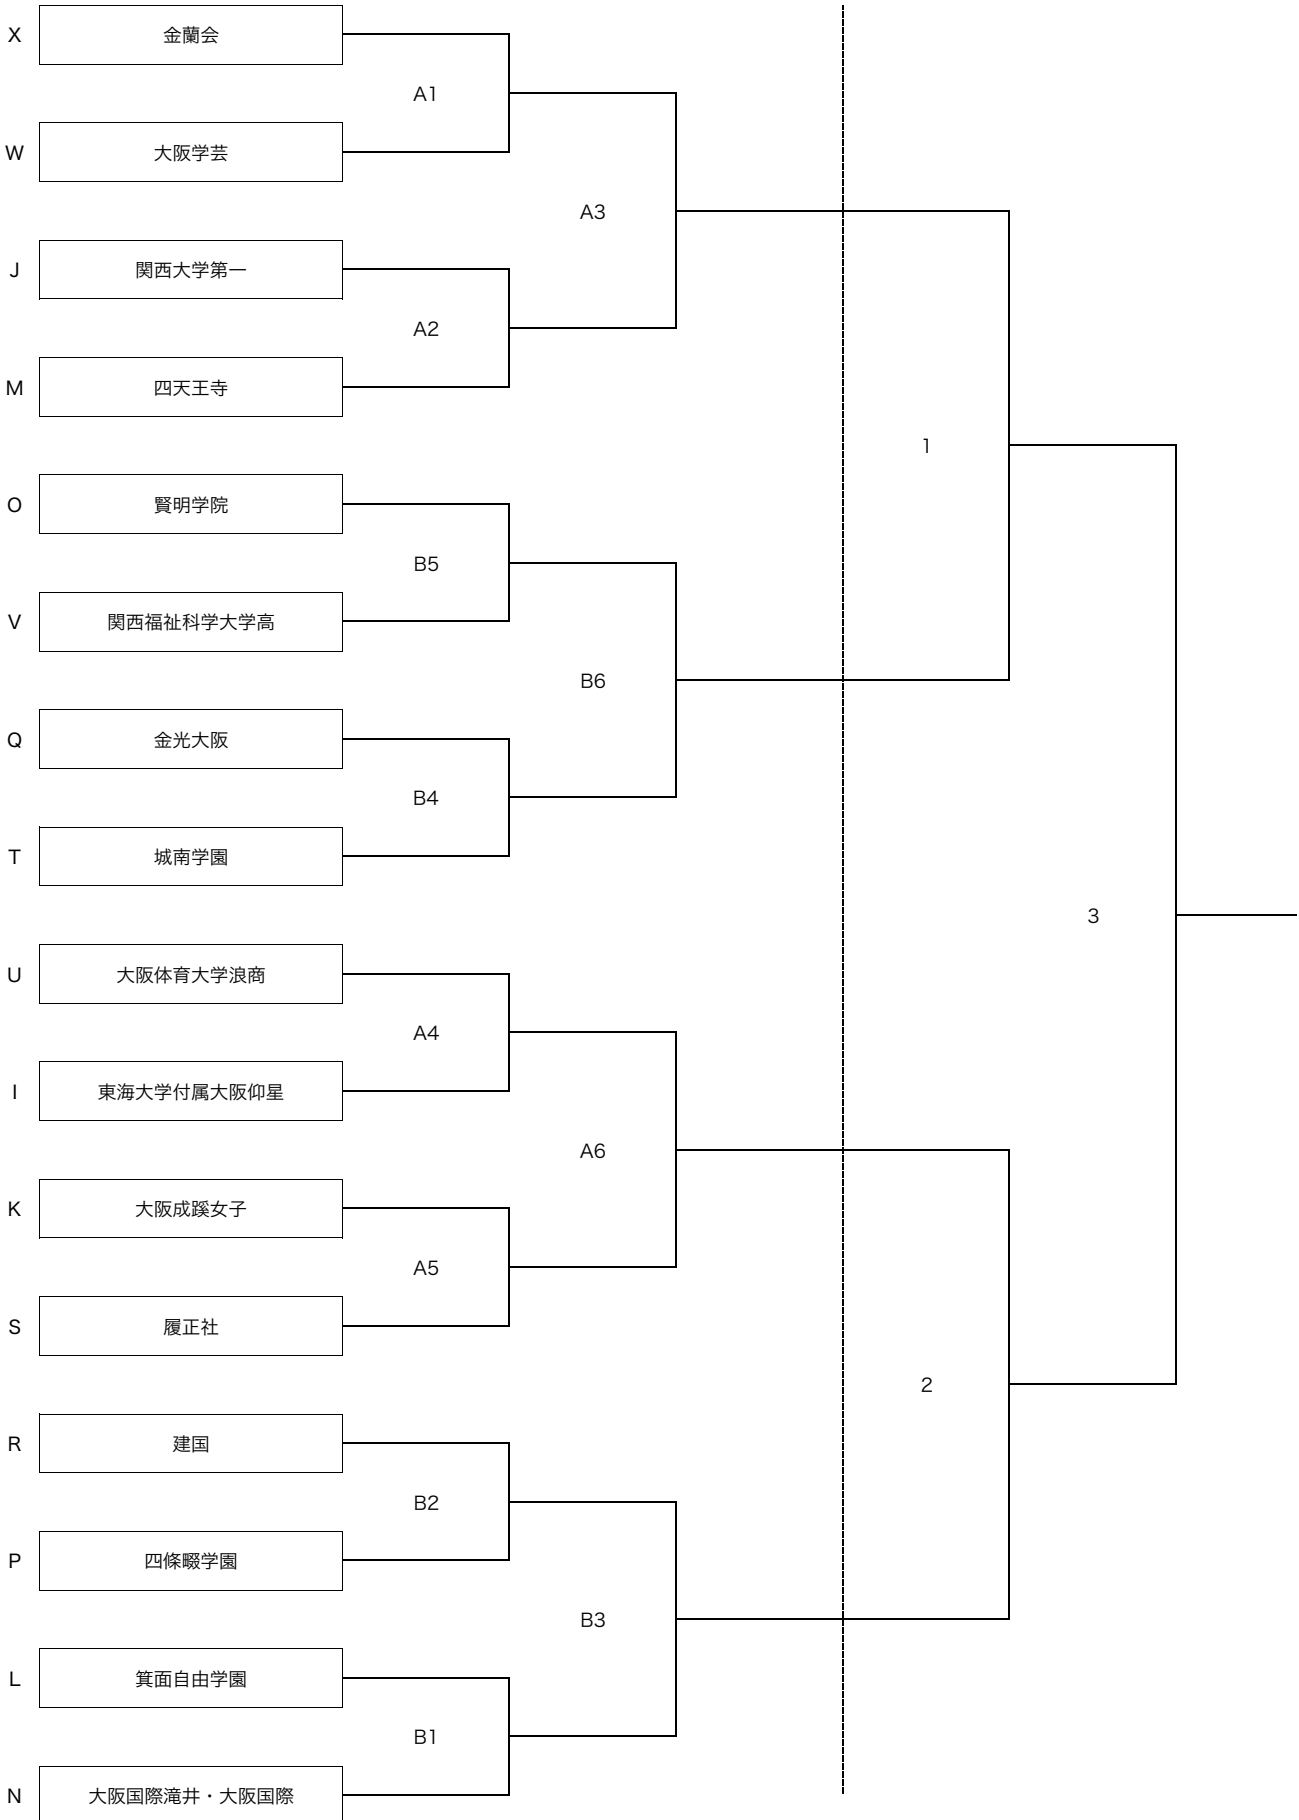 X 金蘭会
A1
W 大阪学芸
A3
J 関西大学第一
A2
M 四天王寺
1
O 賢明学院
B5
V 関西福祉科学大学高
B6
Q 金光大阪
B4
T 城南学園
3
U 大阪体育大学浪商
A4
I 東海大学付属大阪仰星
A6
K 大阪成蹊女子
A5
S 履正社
2
R 建国
B2
P 四條畷学園
B3
L 箕面自由学園
B1
N 大阪国際滝井・大阪国際